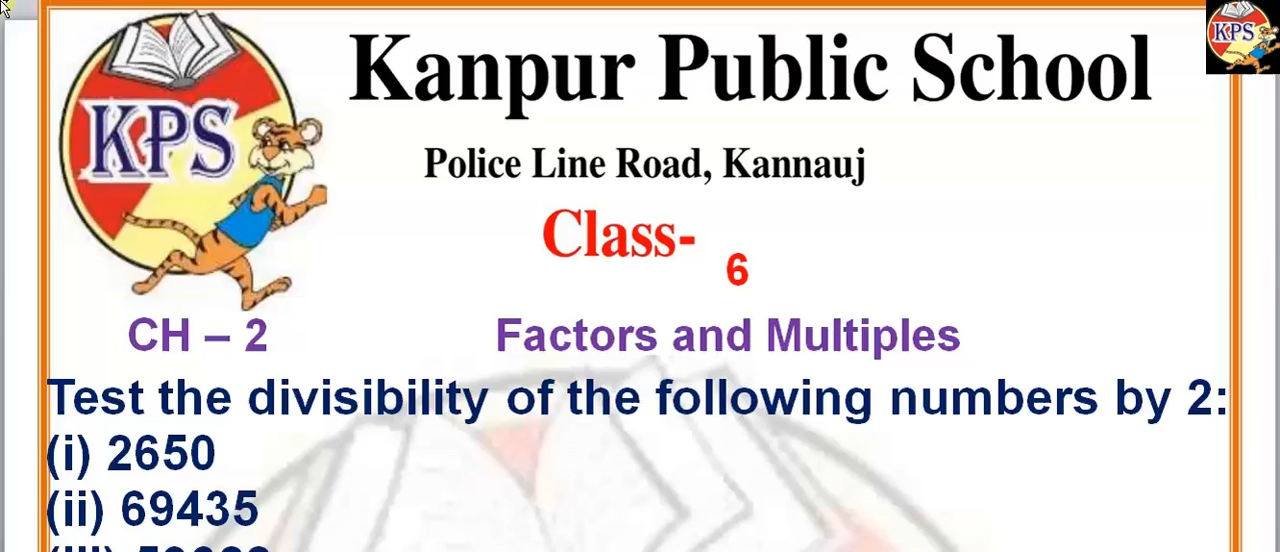 KPS
Kanpur Public School
KPS
Police Line Road, Kannauj
Class- 6
CH – 2 Factors and Multiples
Test the divisibility of the following numbers by 2:
(i) 2650
(ii) 69435